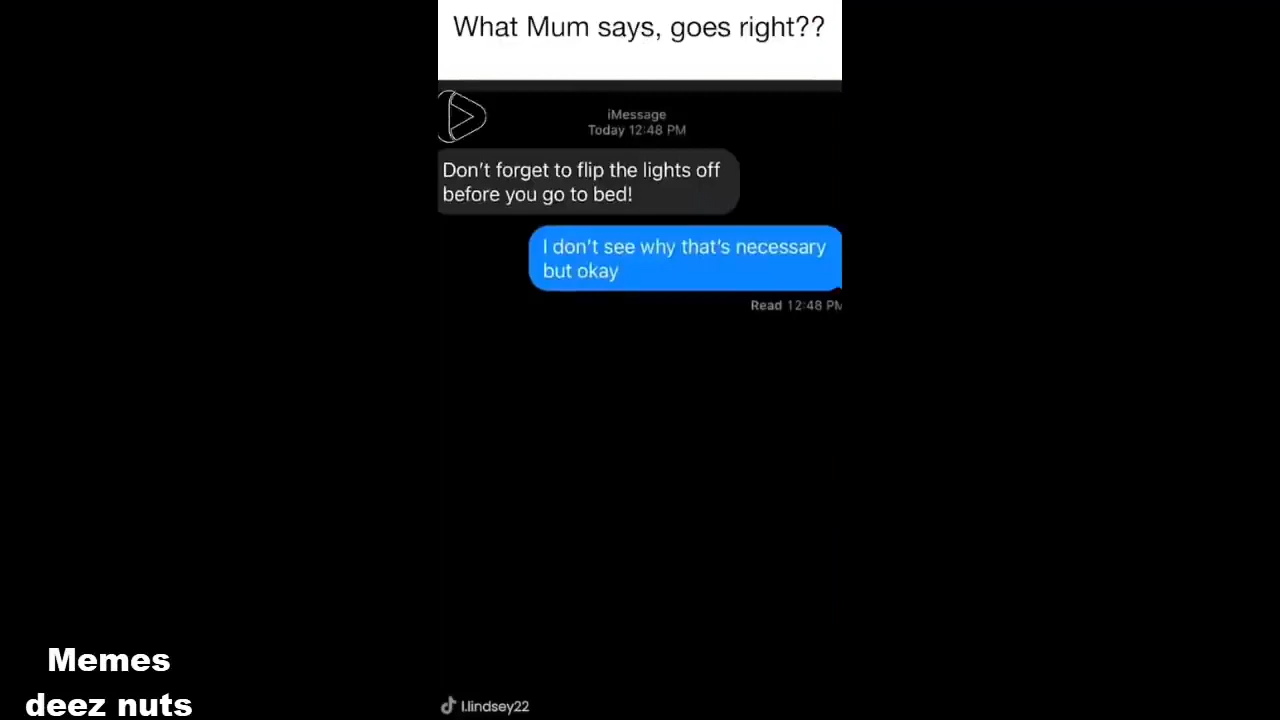 What Mum says, goes right??
iMessage
Today 12:48 PM
Don't forget to flip the lights off
before you go to bed!
I don't see why that's necessary
but okay
Read 12:48 PM
Memes
deez nuts
l.lindsey22